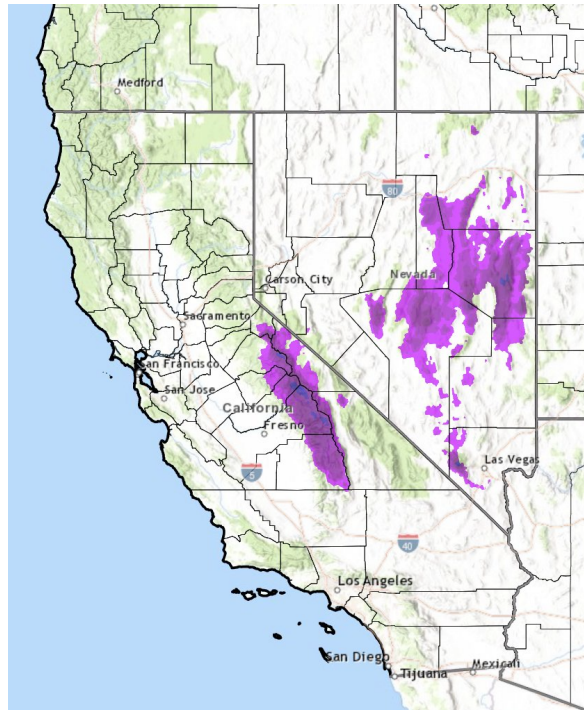 Medford
80
Nevada
Carson City
Sacramento
San Francisco
San Jose
California
Fresno
5
Las Vegas
40
Los Angeles
San Diego
Tijuana
Mexicali